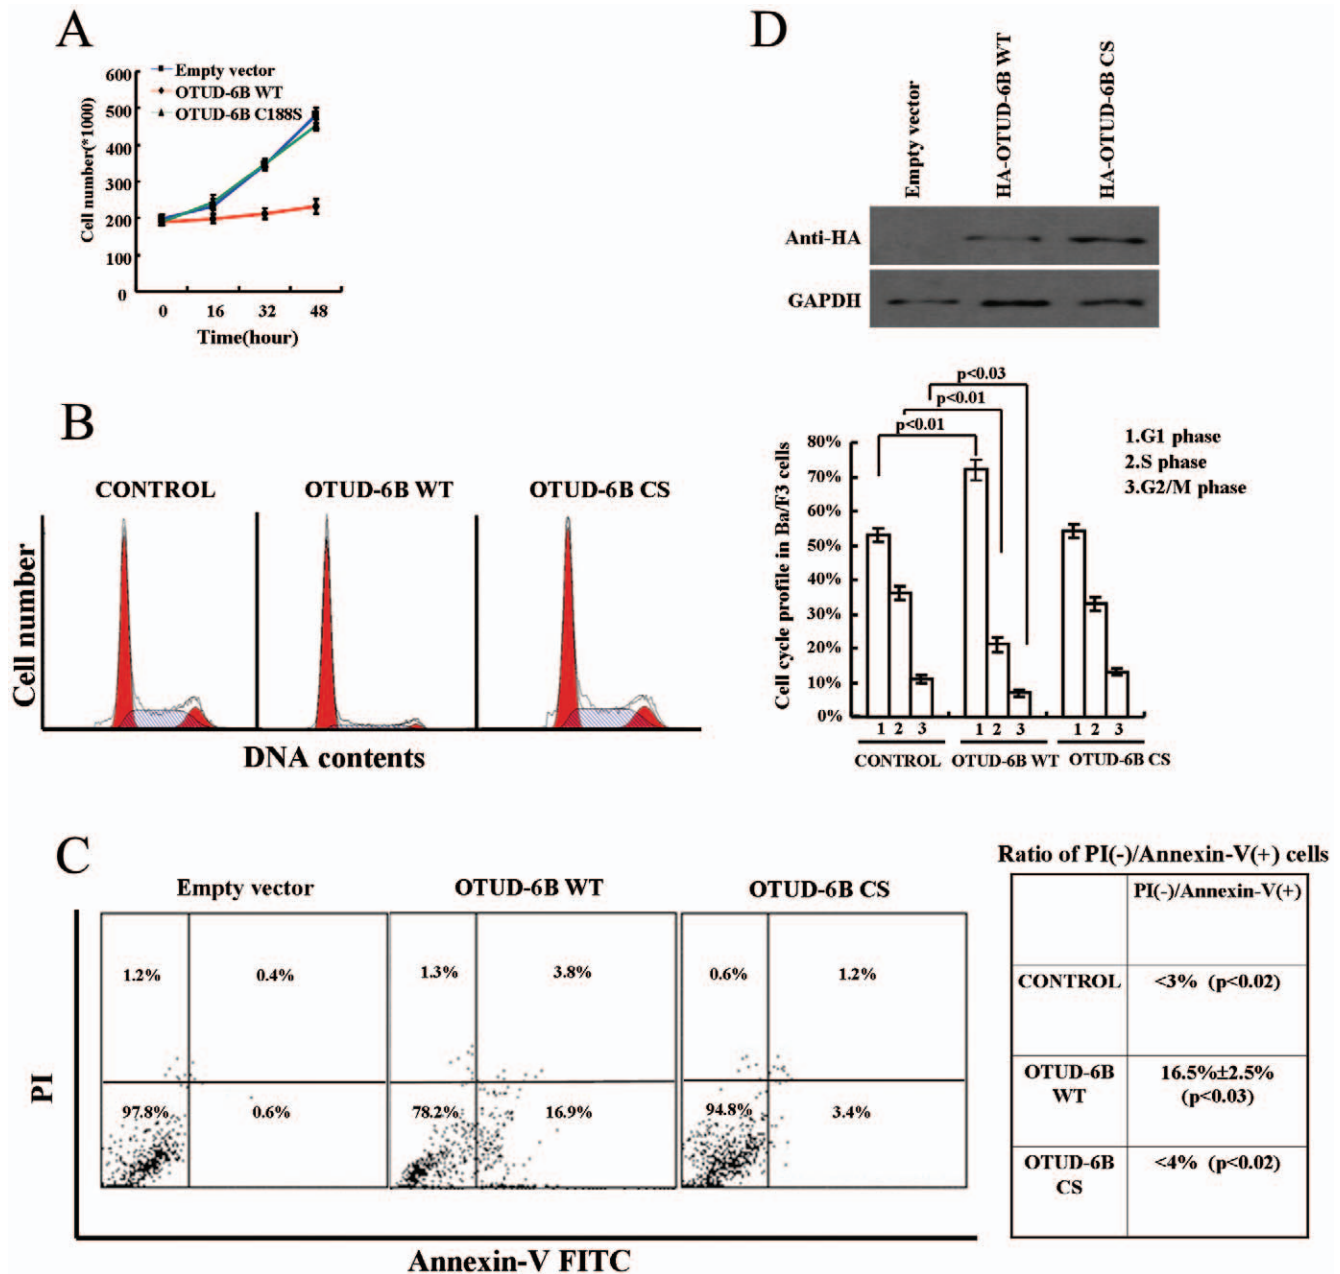 A
Empty vector
OTUD-6B WT
OTUD-6B C188S
Cell number(*1000)
600
500
400
300
200
100
0
0 16 32 48
Time(hour)
D
Empty vector
HA-OTUD-6B WT
HA-OTUD-6B CS
Anti-HA
GAPDH
B
CONTROL OTUD-6B WT OTUD-6B CS
Cell number
DNA contents
p<0.03
p<0.01
p<0.01
1.G1 phase
2.S phase
3.G2/M phase
Cell cycle profile in Ba/F3 cells
80%
70%
60%
50%
40%
30%
20%
10%
0%
1 2 3 1 2 3 1 2 3
CONTROL OTUD-6B WT OTUD-6B CS
C
Empty vector OTUD-6B WT OTUD-6B CS
PI
1.2% 0.4% 1.3% 3.8% 0.6% 1.2%
97.8% 0.6% 78.2% 16.9% 94.8% 3.4%
Annexin-V FITC
Ratio of PI(-)/Annexin-V(+) cells
PI(-)/Annexin-V(+)
CONTROL <3% (p<0.02)
OTUD-6B 16.5%±2.5%
WT (p<0.03)
OTUD-6B <4% (p<0.02)
CS